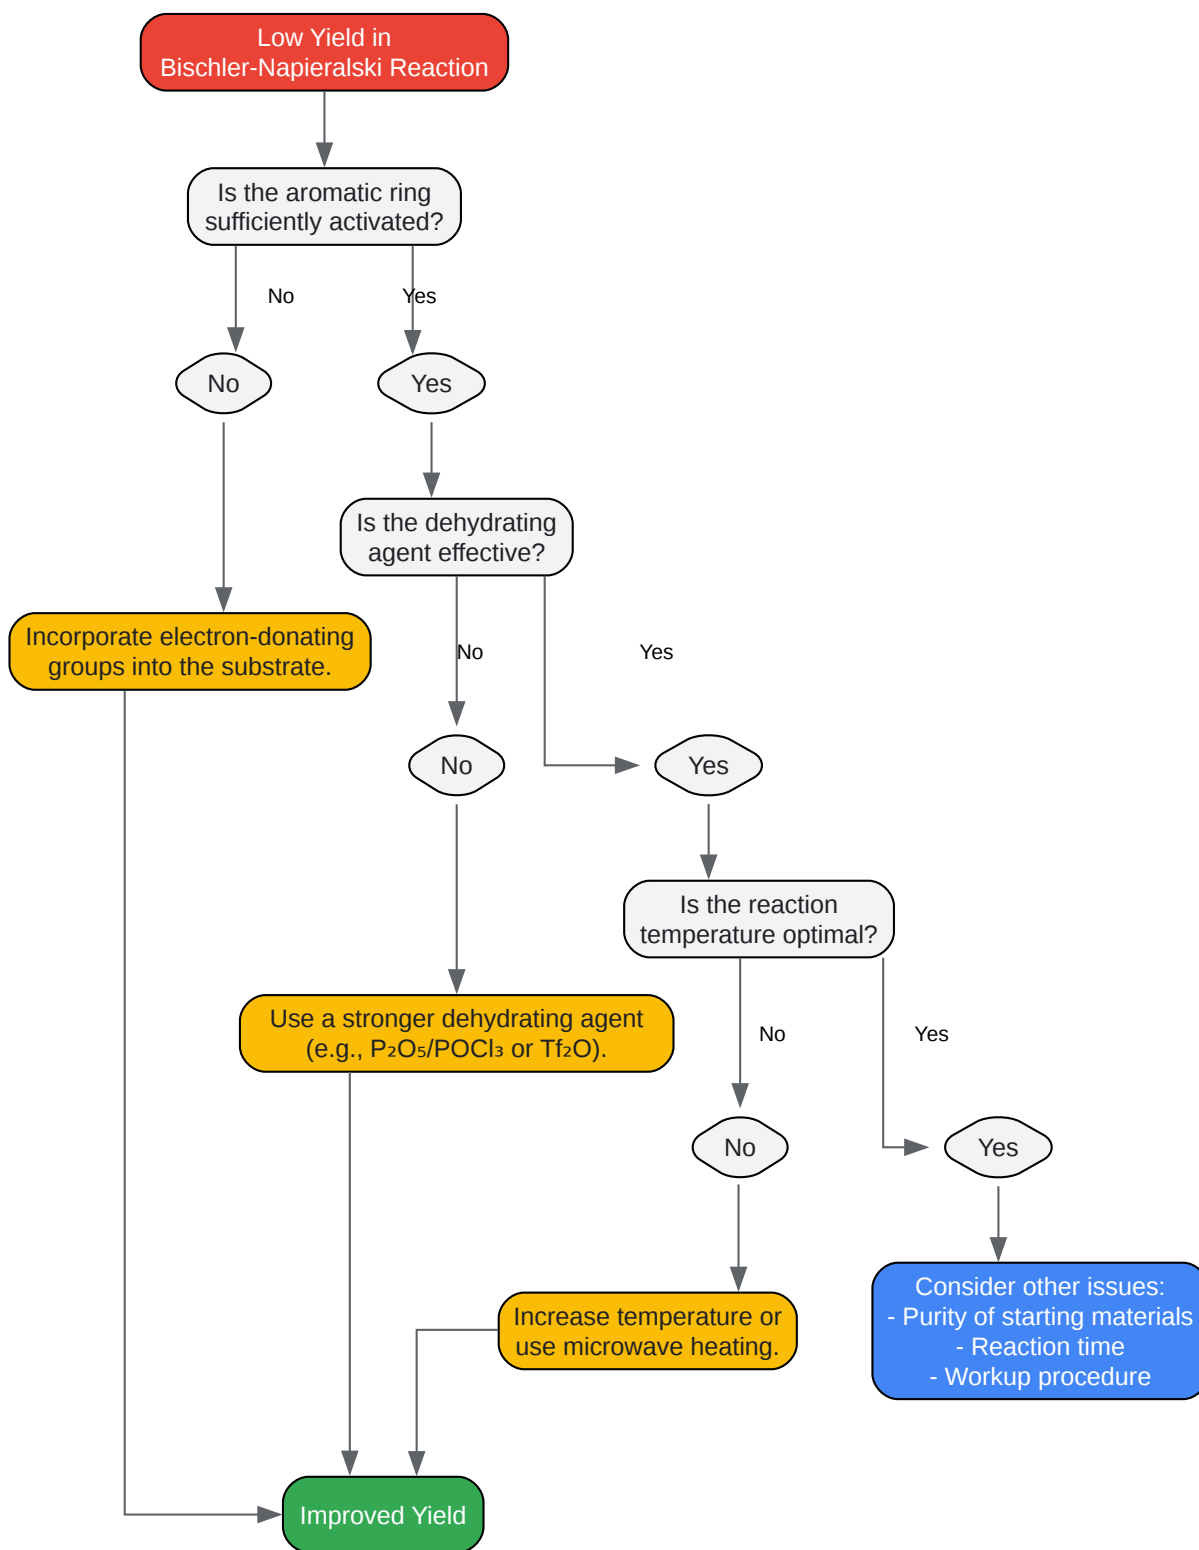 Low Yield in
Bischler-Napieralski Reaction
Is the aromatic ring
sufficiently activated?
No
Yes
No
Yes
Is the dehydrating
agent effective?
Incorporate electron-donating
groups into the substrate.
No
Yes
No
Yes
Is the reaction
temperature optimal?
Use a stronger dehydrating agent
(e.g., P₂O₅/POCl₃ or Tf₂O).
No
Yes
No
Yes
Increase temperature or
use microwave heating.
Consider other issues:
- Purity of starting materials
- Reaction time
- Workup procedure
Improved Yield